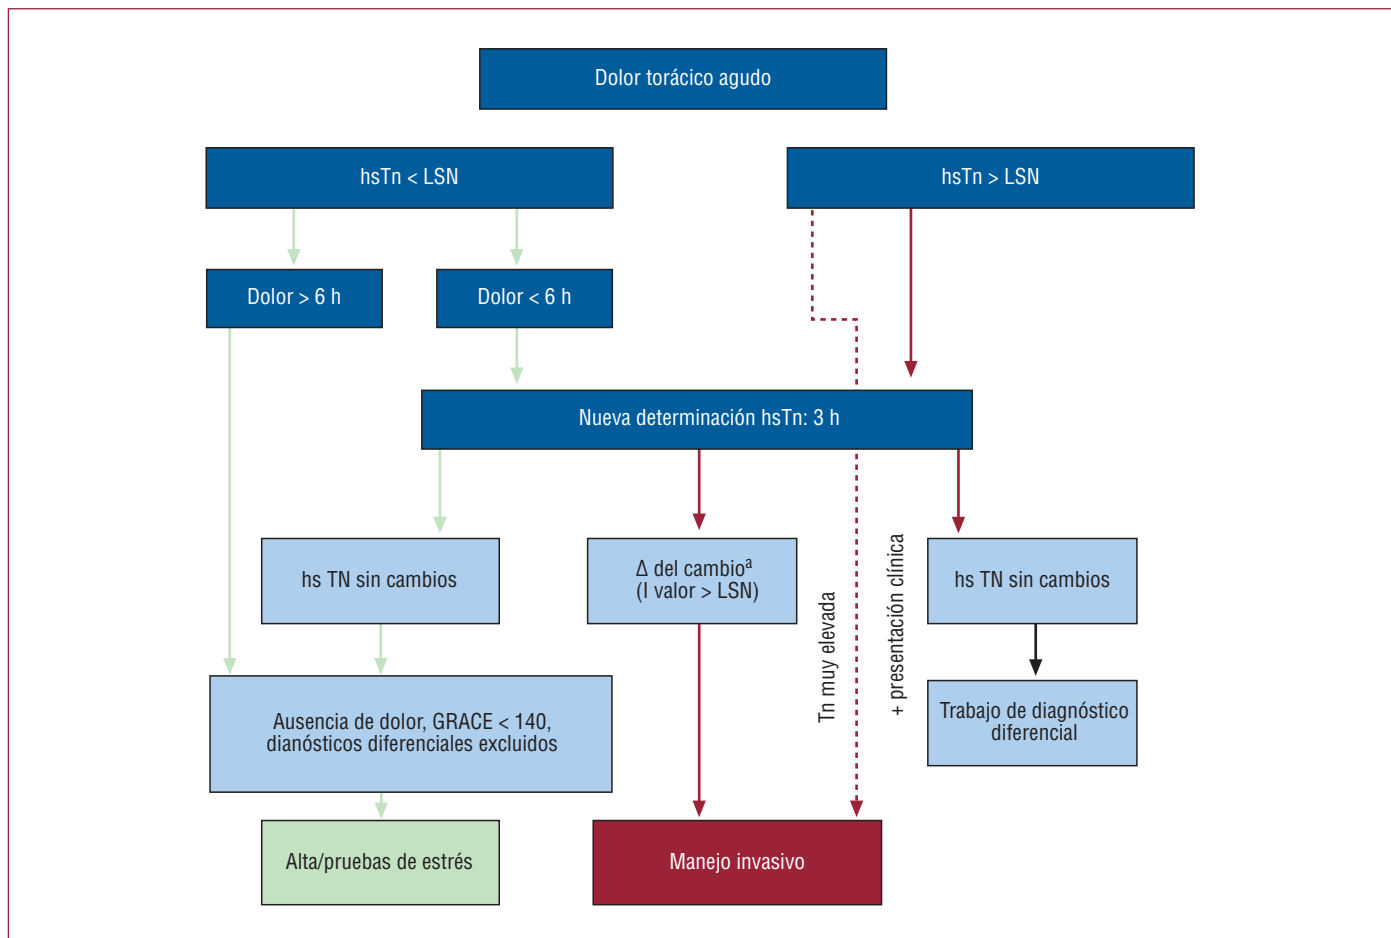 Dolor torácico agudo
hsTn < LSN
hsTn > LSN
Dolor > 6 h
Dolor < 6 h
Nueva determinación hsTn: 3 h
hs TN sin cambios
Δ del cambioª
(I valor > LSN)
Tn muy elevada
+ presentación clínica
hs TN sin cambios
Ausencia de dolor, GRACE < 140,
dianósticos diferenciales excluidos
Trabajo de diagnóstico
diferencial
Alta/pruebas de estrés
Manejo invasivo